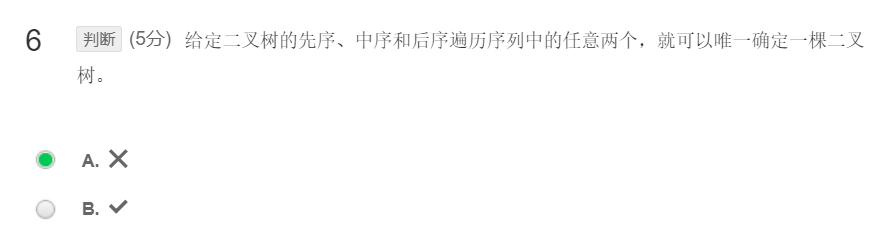 6 判断 (5分) 给定二叉树的先序、中序和后序遍历序列中的任意两个，就可以唯一确定一棵二叉
树。
A. ✕
B. ✓